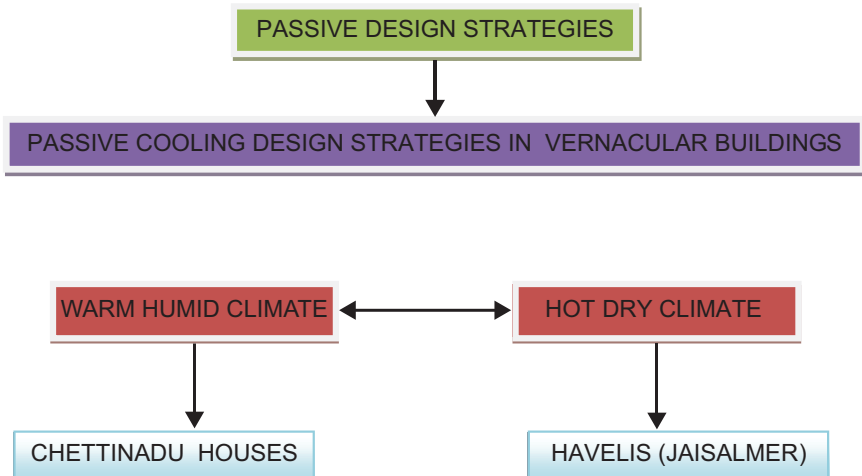 PASSIVE DESIGN STRATEGIES
PASSIVE COOLING DESIGN STRATEGIES IN VERNACULAR BUILDINGS
WARM HUMID CLIMATE
HOT DRY CLIMATE
CHETTINADU HOUSES
HAVELIS (JAISALMER)